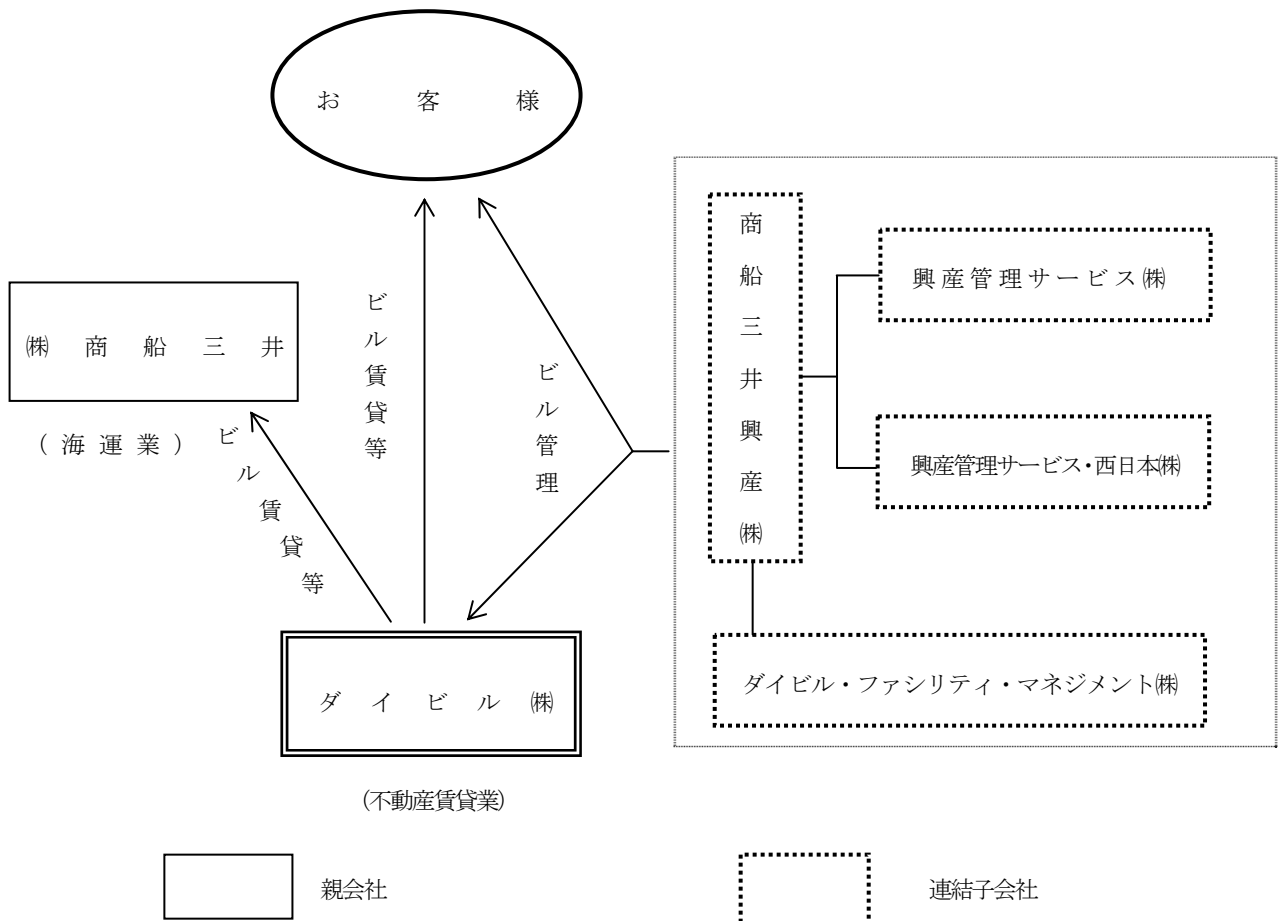 お客様
商船三井興産㈱
興産管理サービス㈱
㈱商船三井
(海運業)
ビル賃貸等
ビル賃貸等
ビル管理
興産管理サービス・西日本㈱
ダイビル㈱
ダイビル・ファシリティ・マネジメント㈱
(不動産賃貸業)
親会社
連結子会社